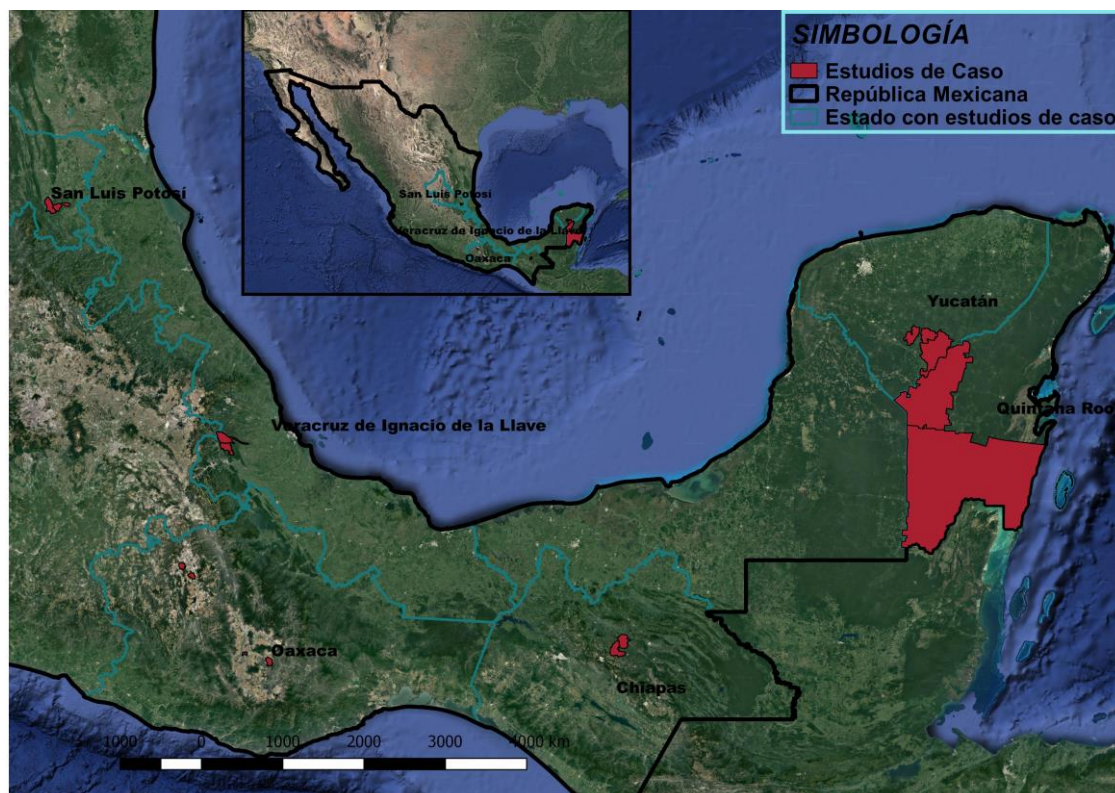 SIMBOLOGÍA
Estudios de Caso
República Mexicana
Estado con estudios de caso
San Luis Potosí
Veracruz de Ignacio de la Llave
Oaxaca
San Luis Potosí
Yucatán
Quintana Roo
Veracruz de Ignacio de la Llave
Oaxaca
Chiapas
1000 0 1000 2000 3000 4000 km